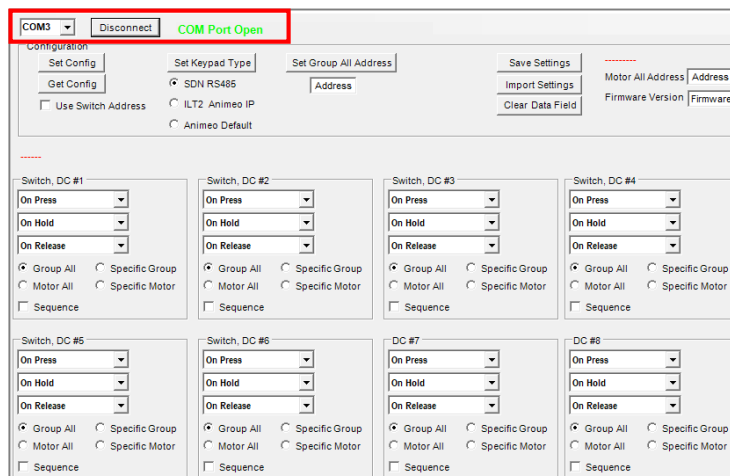 COM3 Disconnect COM Port Open
Configuration
Set Config Set Keypad Type Set Group All Address Save Settings ---------
Get Config SDN RS485 Address Import Settings Motor All Address Address
Use Switch Address ILT2 Animeo IP Clear Data Field Firmware Version Firmware
Animeo Default
------
Switch, DC #1 Switch, DC #2 Switch, DC #3 Switch, DC #4
On Press On Press On Press On Press
On Hold On Hold On Hold On Hold
On Release On Release On Release On Release
Group All Specific Group Group All Specific Group Group All Specific Group Group All Specific Group
Motor All Specific Motor Motor All Specific Motor Motor All Specific Motor Motor All Specific Motor
Sequence Sequence Sequence Sequence
Switch, DC #5 Switch, DC #6 DC #7 DC #8
On Press On Press On Press On Press
On Hold On Hold On Hold On Hold
On Release On Release On Release On Release
Group All Specific Group Group All Specific Group Group All Specific Group Group All Specific Group
Motor All Specific Motor Motor All Specific Motor Motor All Specific Motor Motor All Specific Motor
Sequence Sequence Sequence Sequence